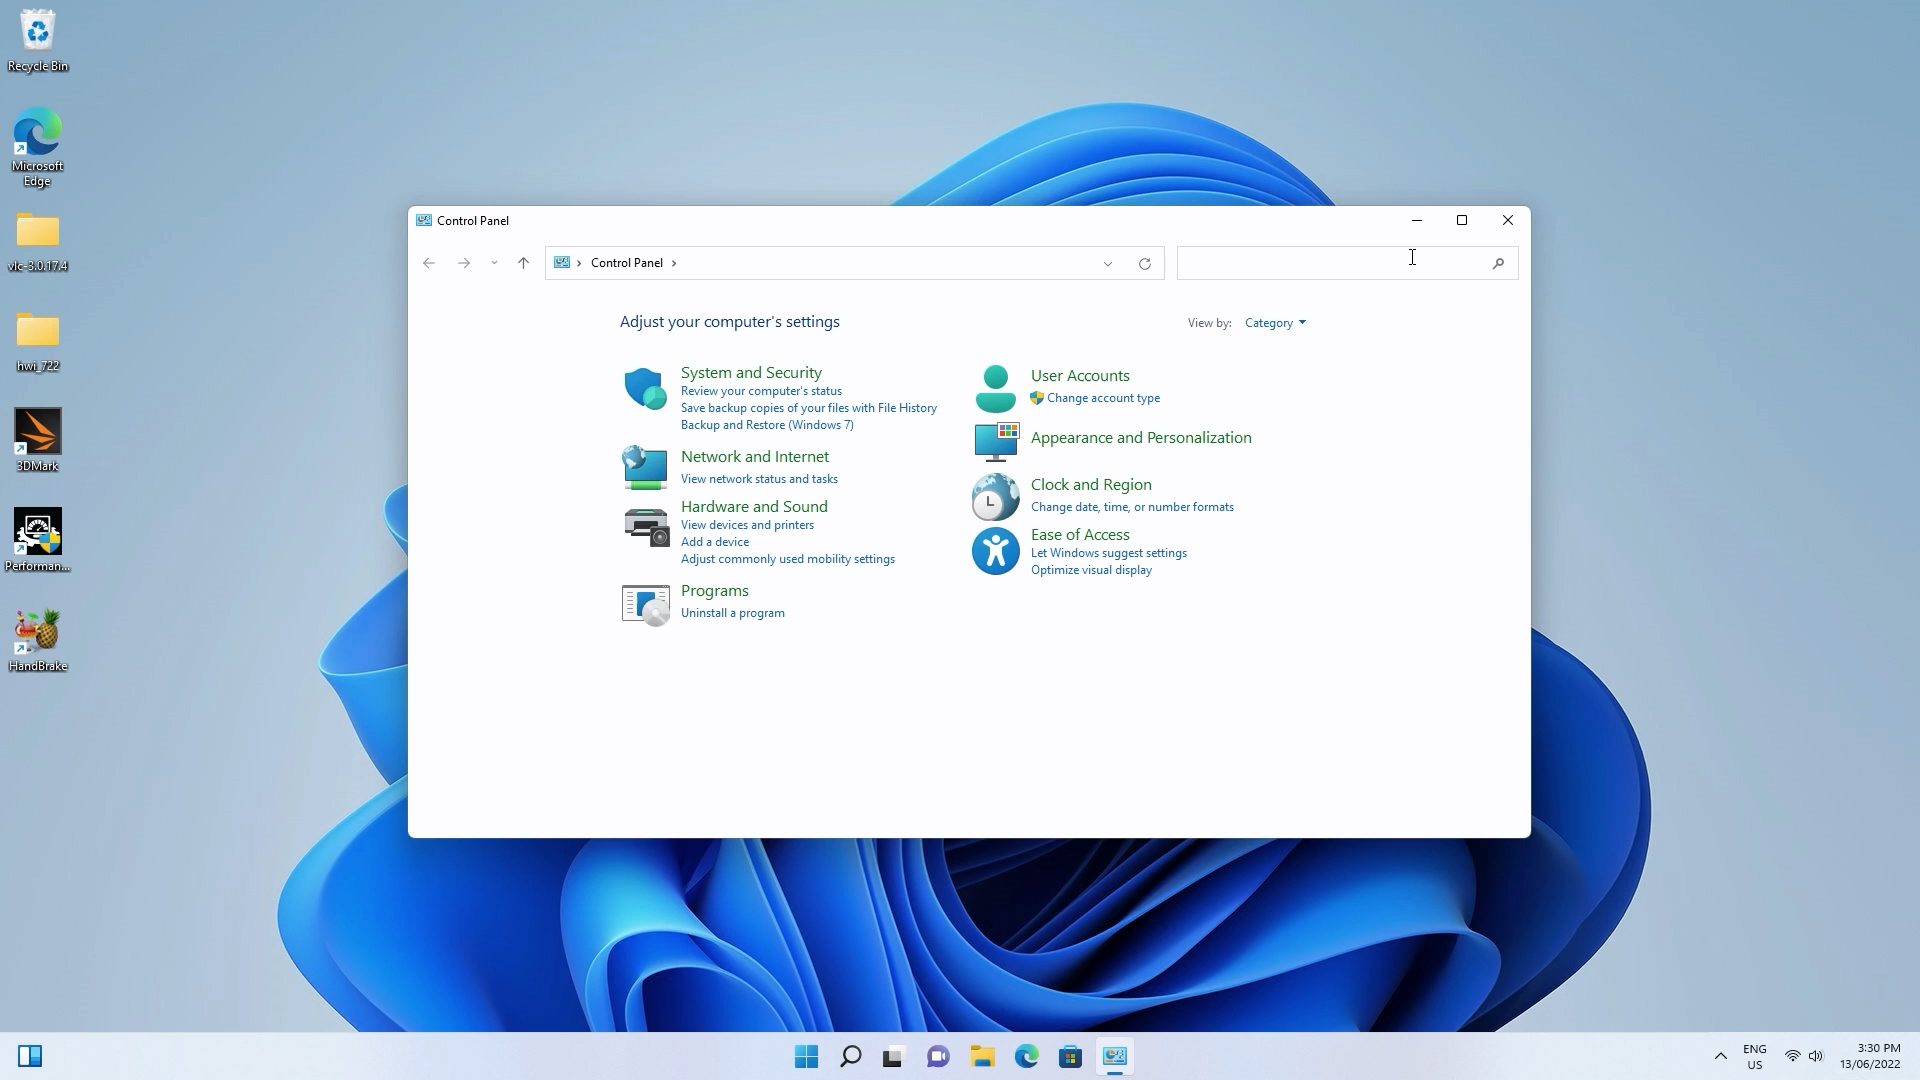 Recycle Bin
Microsoft
Edge
vlc-3.0.17.4
hwi_722
3DMark
Performan...
HandBrake
Control Panel
Control Panel
Adjust your computer's settings
View by:
Category
System and Security
Review your computer's status
Save backup copies of your files with File History
Backup and Restore (Windows 7)
Network and Internet
View network status and tasks
Hardware and Sound
View devices and printers
Add a device
Adjust commonly used mobility settings
Programs
Uninstall a program
User Accounts
Change account type
Appearance and Personalization
Clock and Region
Change date, time, or number formats
Ease of Access
Let Windows suggest settings
Optimize visual display
ENG
US
3:30 PM
13/06/2022